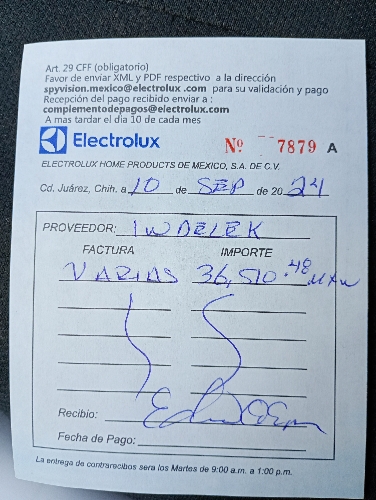 Art. 29 CFF (obligatorio)
Favor de enviar XML y PDF respectivo a la dirección
spyvision.mexico@electrolux .com para su validación y pago
Recepción del pago recibido enviar a :
complementodepagos@electrolux.com
A mas tardar el dia 10 de cada mes
Electrolux
Nº 7879 A
ELECTROLUX HOME PRODUCTS DE MEXICO, S.A. DE C.V.
Cd. Juárez, Chih. a 10 de SEP de 20 24
PROVEEDOR: INDELEK
FACTURA IMPORTE
VARIAS 36,510.48 MXN
Recibio:
Fecha de Pago:
La entrega de contrarecibos sera los Martes de 9:00 a.m. a 1:00 p.m.